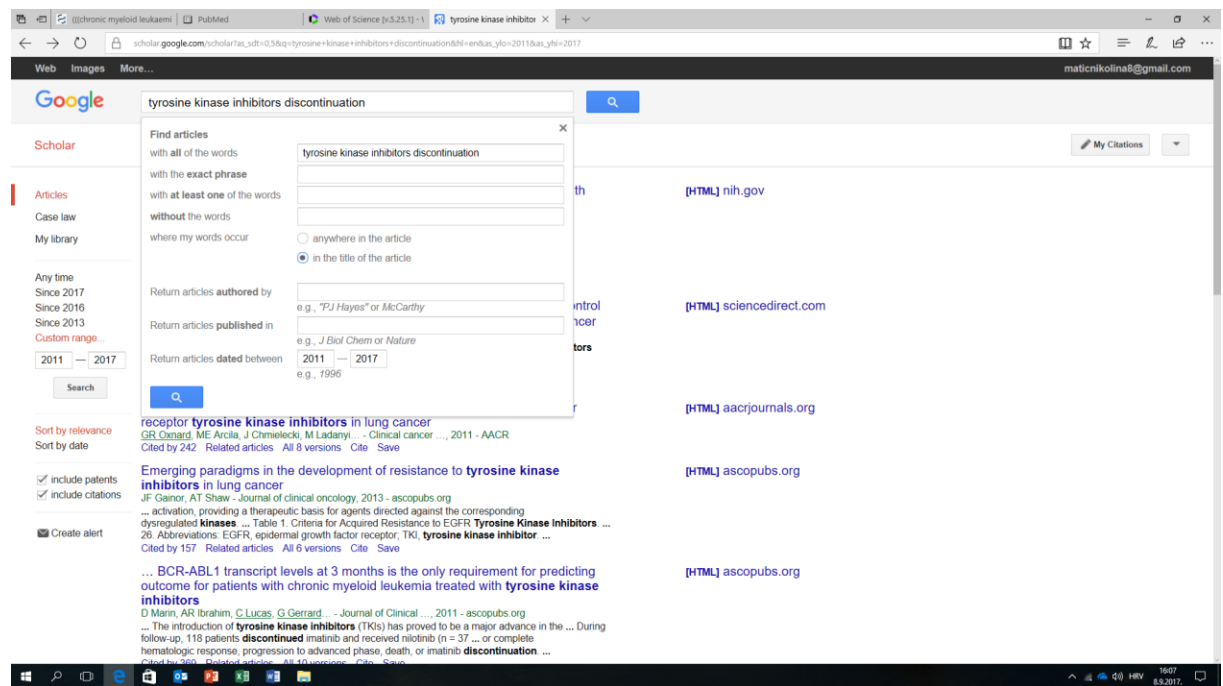 (((chronic myeloid leukaemi
PubMed
Web of Science [v.5.25.1] - \
tyrosine kinase inhibitor
scholar.google.com/scholar?as_sdt=0,5&q=tyrosine+kinase+inhibitors+discontinuation&hl=en&as_ylo=2011&as_yhi=2017
Web Images More...
maticnikolina8@gmail.com
Google
tyrosine kinase inhibitors discontinuation
Scholar
My Citations
Find articles
with all of the words
tyrosine kinase inhibitors discontinuation
with the exact phrase
with at least one of the words
without the words
where my words occur
anywhere in the article
in the title of the article
Return articles authored by
e.g., "PJ Hayes" or McCarthy
Return articles published in
e.g., J Biol Chem or Nature
Return articles dated between
2011 — 2017
e.g., 1996
Articles
Case law
My library
Any time
Since 2017
Since 2016
Since 2013
Custom range...
2011 — 2017
Search
Sort by relevance
Sort by date
include patents
include citations
Create alert
th
[HTML] nih.gov
ntrol
ncer
tors
[HTML] sciencedirect.com
r
[HTML] aacrjournals.org
receptor tyrosine kinase inhibitors in lung cancer
GR Oxnard, ME Arcila, J Chmielecki, M Ladanyi... - Clinical cancer ..., 2011 - AACR
Cited by 242 Related articles All 8 versions Cite Save
Emerging paradigms in the development of resistance to tyrosine kinase
inhibitors in lung cancer
[HTML] ascopubs.org
JF Gainor, AT Shaw - Journal of clinical oncology, 2013 - ascopubs.org
... activation, providing a therapeutic basis for agents directed against the corresponding
dysregulated kinases. ... Table 1. Criteria for Acquired Resistance to EGFR Tyrosine Kinase Inhibitors. ...
26. Abbreviations: EGFR, epidermal growth factor receptor; TKI, tyrosine kinase inhibitor. ...
Cited by 157 Related articles All 6 versions Cite Save
... BCR-ABL1 transcript levels at 3 months is the only requirement for predicting
outcome for patients with chronic myeloid leukemia treated with tyrosine kinase
inhibitors
[HTML] ascopubs.org
D Marin, AR Ibrahim, C Lucas, G Gerrard... - Journal of Clinical ..., 2011 - ascopubs.org
... The introduction of tyrosine kinase inhibitors (TKIs) has proved to be a major advance in the ... During
follow-up, 118 patients discontinued imatinib and received nilotinib (n = 37 ... or complete
hematologic response, progression to advanced phase, death, or imatinib discontinuation. ...
Cited by 369 Related articles All 10 versions Cite Save
HRV
16:07
8.9.2017.